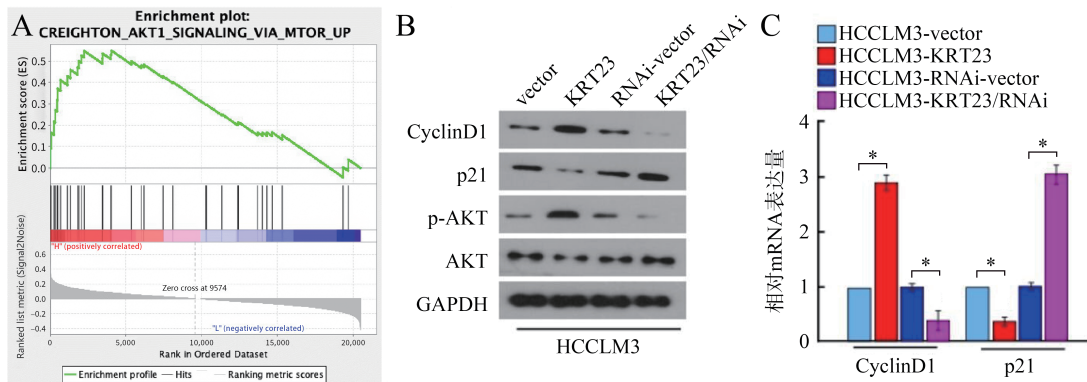 A
Enrichment plot:
CREIGHTON_AKT1_SIGNALING_VIA_MTOR_UP
Enrichment score (ES)
0.5
0.4
0.3
0.2
0.1
0.0
"H" (positively correlated)
Ranked list metric (Signal2Noise)
0.6
0.4
0.2
0.0
-0.2
-0.4
Zero cross at 9574
"L" (negatively correlated)
0 5,000 10,000 15,000 20,000
Rank in Ordered Dataset
Enrichment profile Hits Ranking metric scores
B
vector KRT23 RNAi-vector KRT23/RNAi
CyclinD1
p21
p-AKT
AKT
GAPDH
HCCLM3
C
HCCLM3-vector
HCCLM3-KRT23
HCCLM3-RNAi-vector
HCCLM3-KRT23/RNAi
相对mRNA表达量
4
3
2
1
0
* * * *
CyclinD1 p21